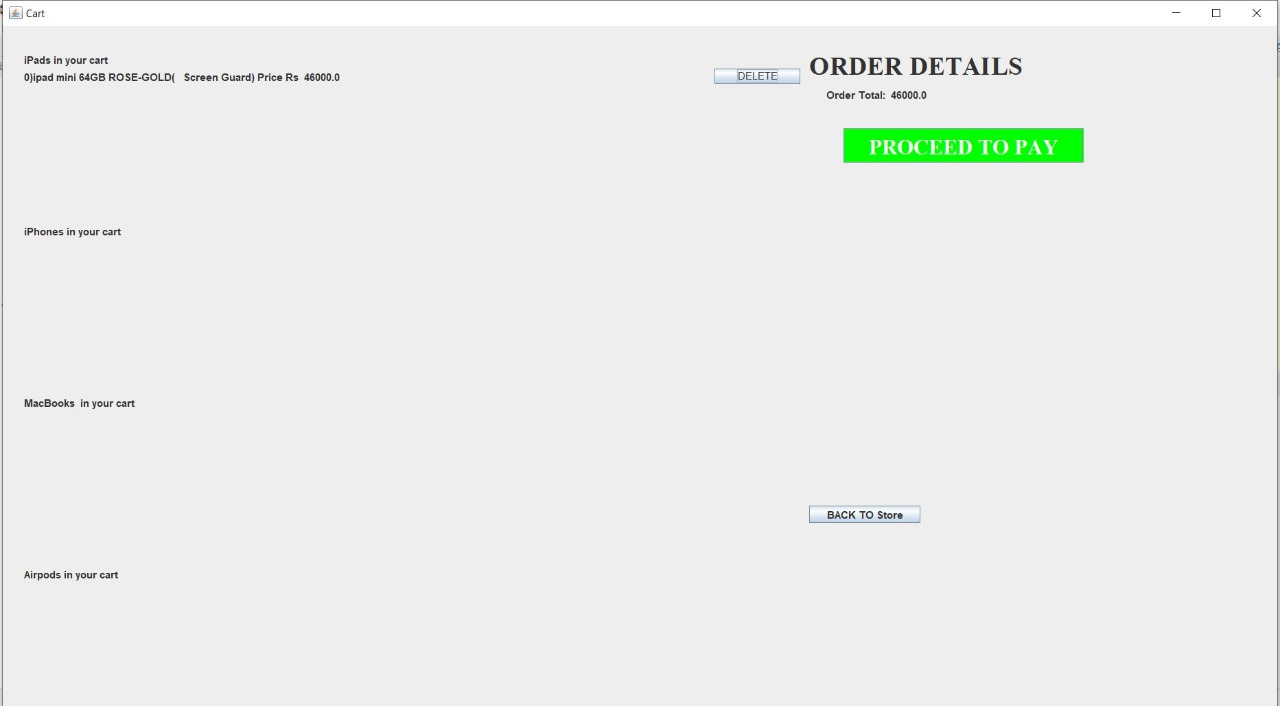 Cart
iPads in your cart
0)ipad mini 64GB ROSE-GOLD(   Screen Guard) Price Rs  46000.0
DELETE
ORDER DETAILS
Order Total:  46000.0
PROCEED TO PAY
iPhones in your cart
MacBooks  in your cart
BACK TO Store
Airpods in your cart